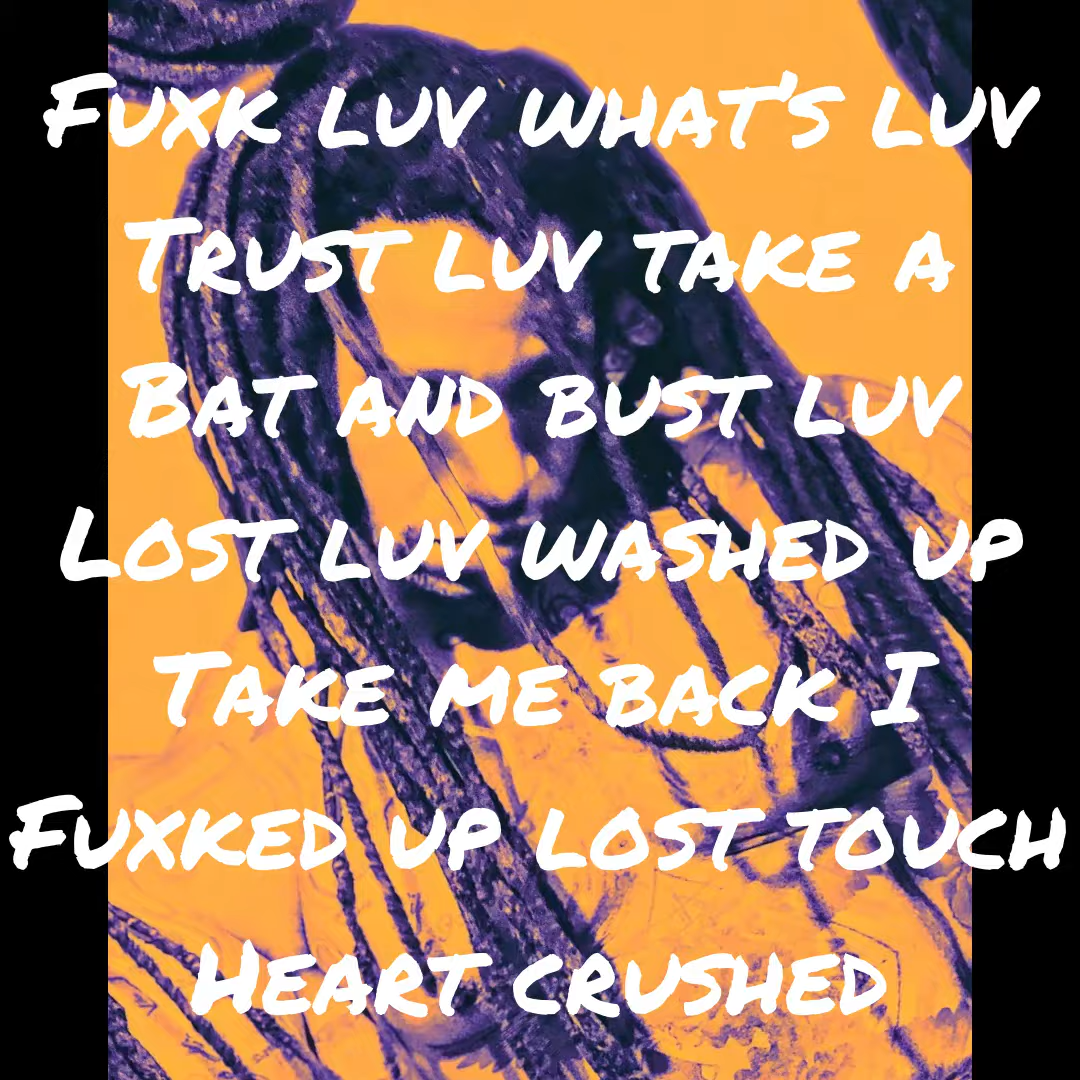 Fuxk luv what's luv
Trust luv take a
Bat and bust luv
Lost luv washed up
Take me back I
Fuxked up lost touch
Heart crushed